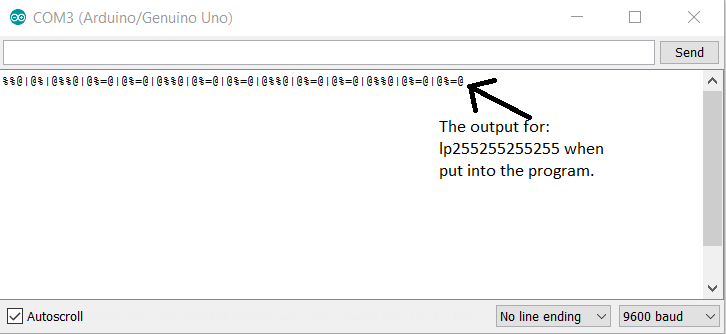 COM3 (Arduino/Genuino Uno)
Send
%%@|@%|@%%@|@%=@|@%=@|@%%@|@%=@|@%=@|@%%@|@%=@|@%=@|@%%@|@%=@|@%=@
The output for:
lp255255255255 when
put into the program.
Autoscroll
No line ending
9600 baud